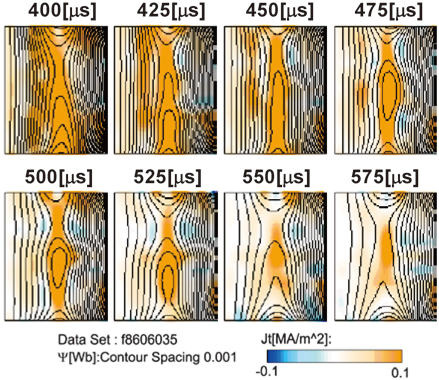 400[μs] 425[μs] 450[μs] 475[μs]
500[μs] 525[μs] 550[μs] 575[μs]
Data Set : f8606035
Ψ[Wb]:Contour Spacing 0.001
Jt[MA/m^2]:
-0.1 0.1